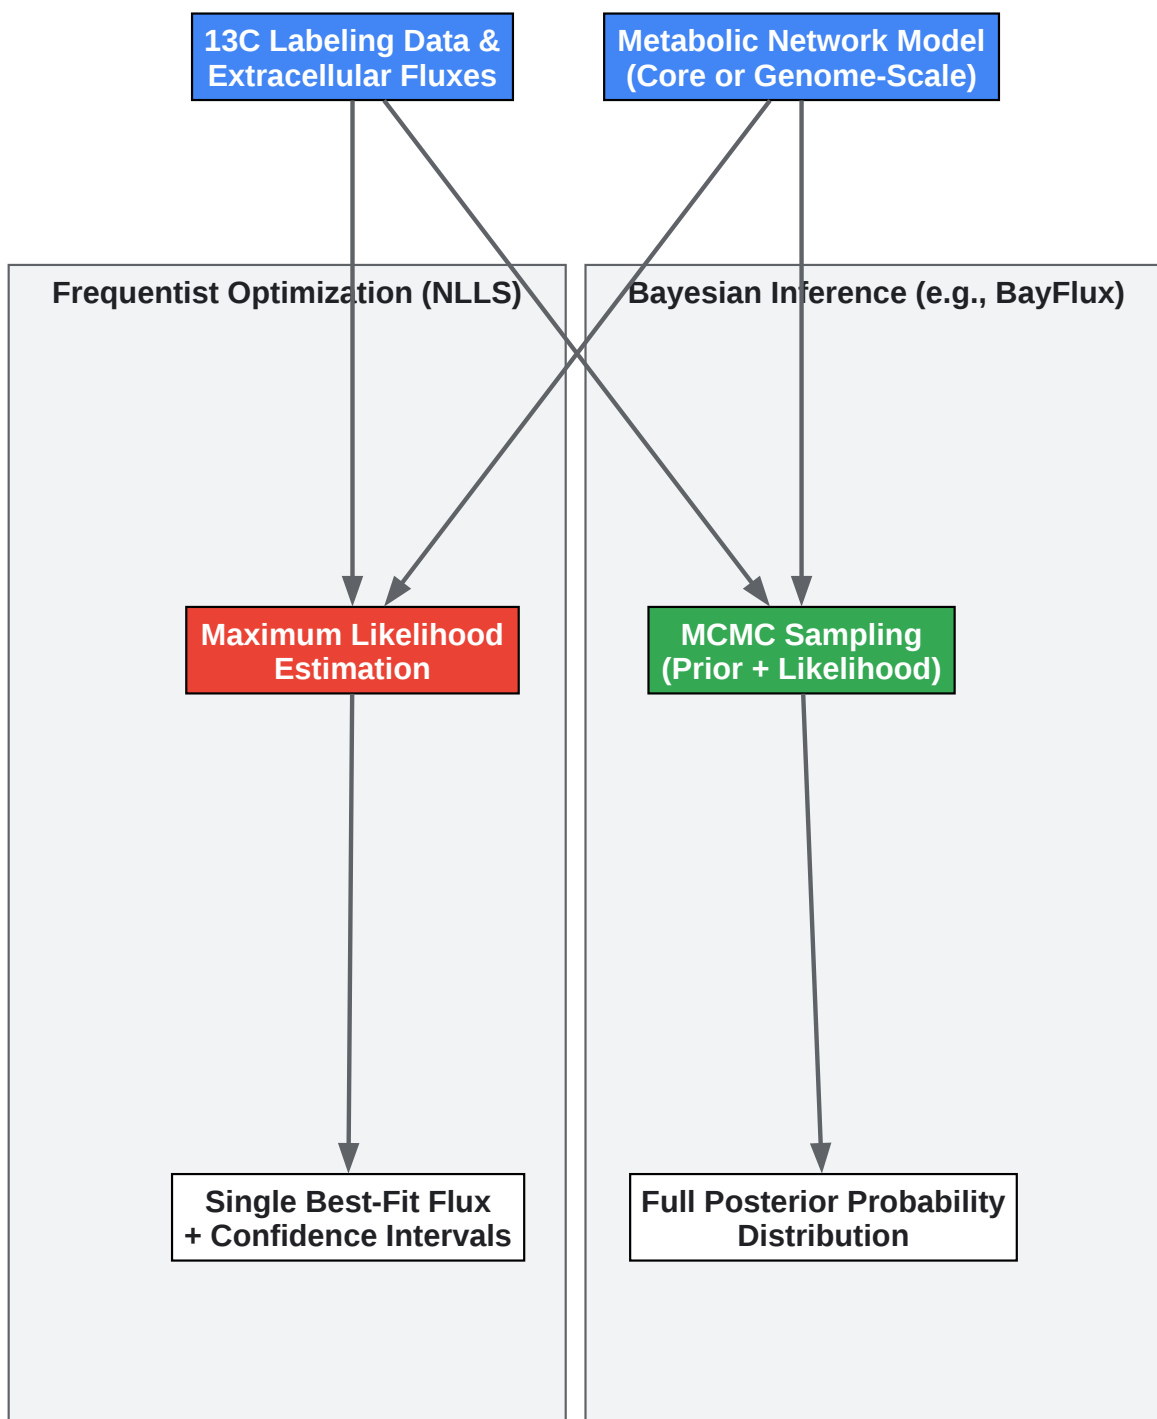 13C Labeling Data &
Extracellular Fluxes
Metabolic Network Model
(Core or Genome-Scale)
Frequentist Optimization (NLLS)
Bayesian Inference (e.g., BayFlux)
Maximum Likelihood
Estimation
MCMC Sampling
(Prior + Likelihood)
Single Best-Fit Flux
+ Confidence Intervals
Full Posterior Probability
Distribution